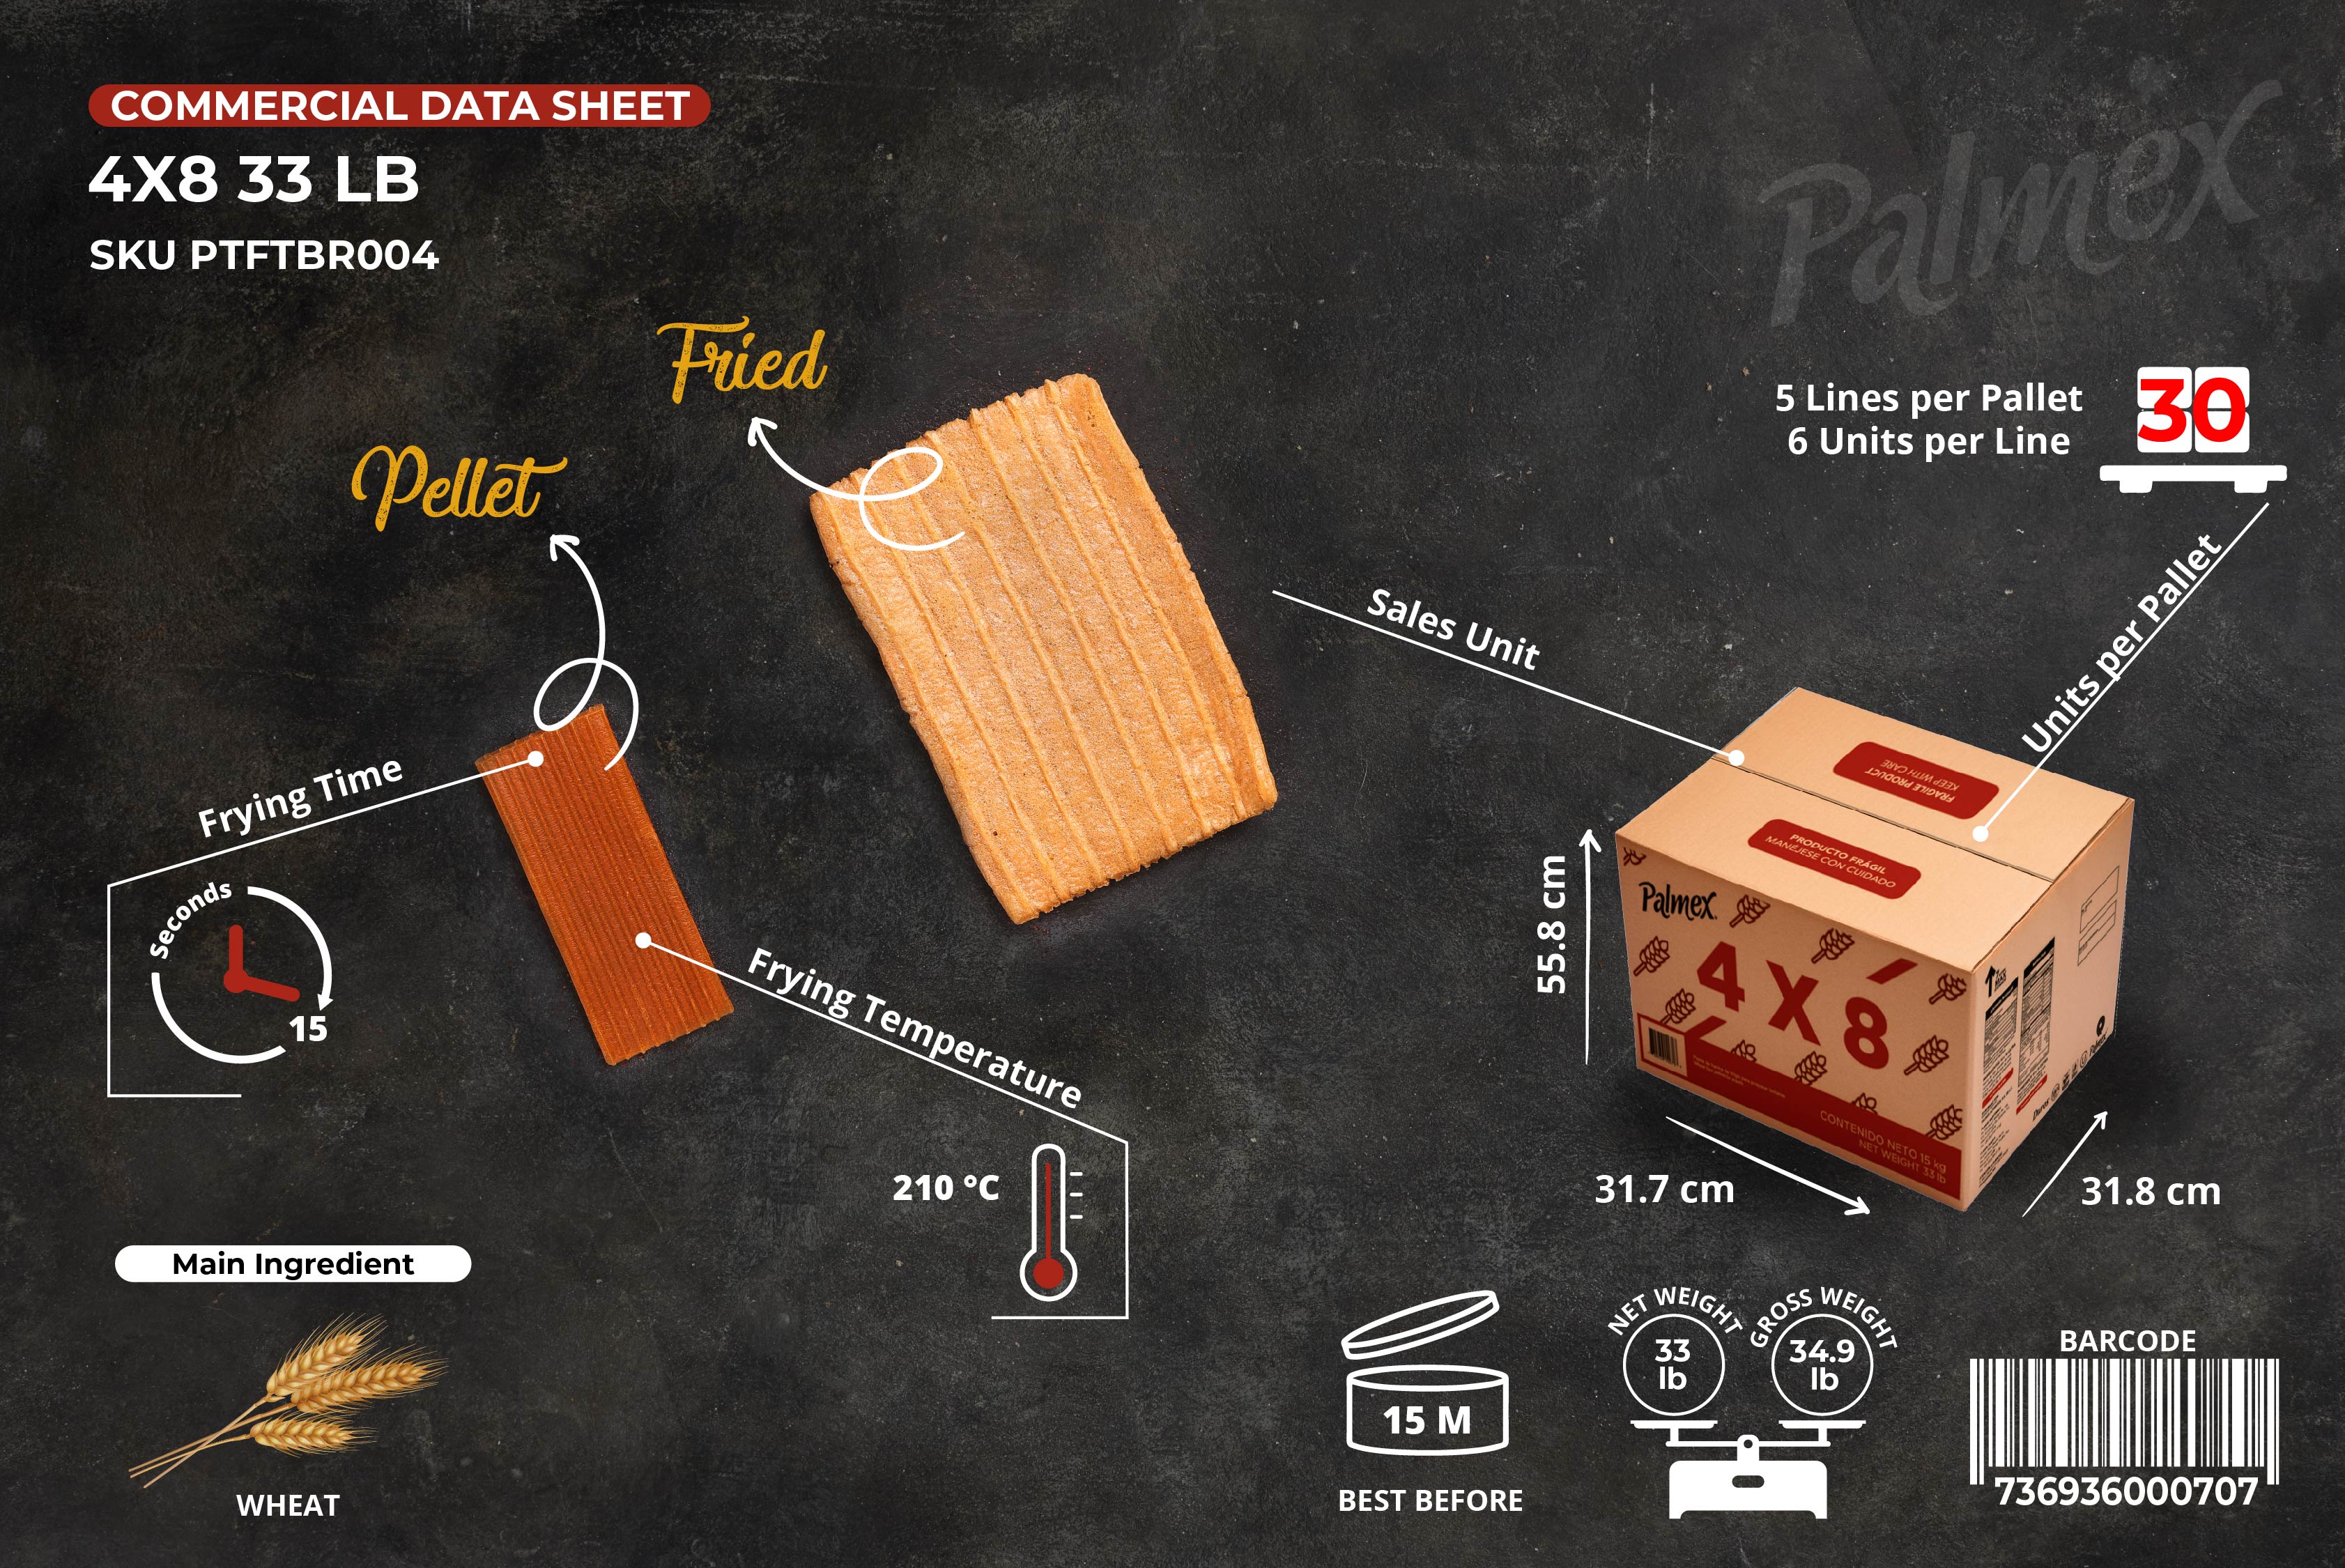 COMMERCIAL DATA SHEET
4X8 33 LB
SKU PTFTBR004
Palmex
Fried
Pellet
5 Lines per Pallet
6 Units per Line
30
Sales Unit
Units per Pallet
Frying Time
Seconds
15
Frying Temperature
210 °C
FRAGILE PRODUCT
KEEP WITH CARE
PRODUCTO FRÁGIL
MANÉJESE CON CUIDADO
Palmex
4X8
CONTENIDO NETO 15 kg
NET WEIGHT 33 lb
55.8 cm
31.7 cm
31.8 cm
Main Ingredient
WHEAT
15 M
BEST BEFORE
NET WEIGHT
33
lb
GROSS WEIGHT
34.9
lb
BARCODE
736936000707